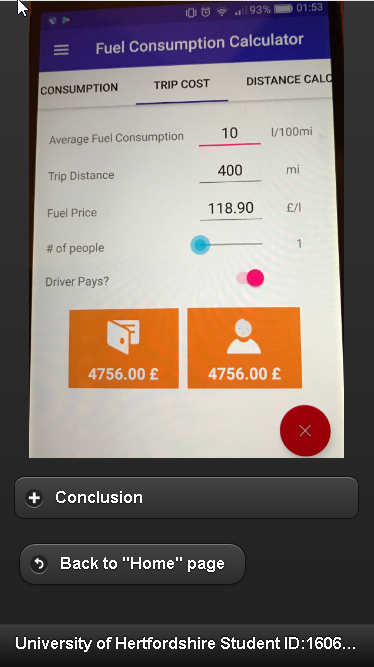 93% 01:53
Fuel Consumption Calculator
CONSUMPTION TRIP COST DISTANCE CALC
Average Fuel Consumption 10 l/100mi
Trip Distance 400 mi
Fuel Price 118.90 £/l
# of people 1
Driver Pays?
4756.00 £ 4756.00 £
Conclusion
Back to "Home" page
University of Hertfordshire Student ID:1606...